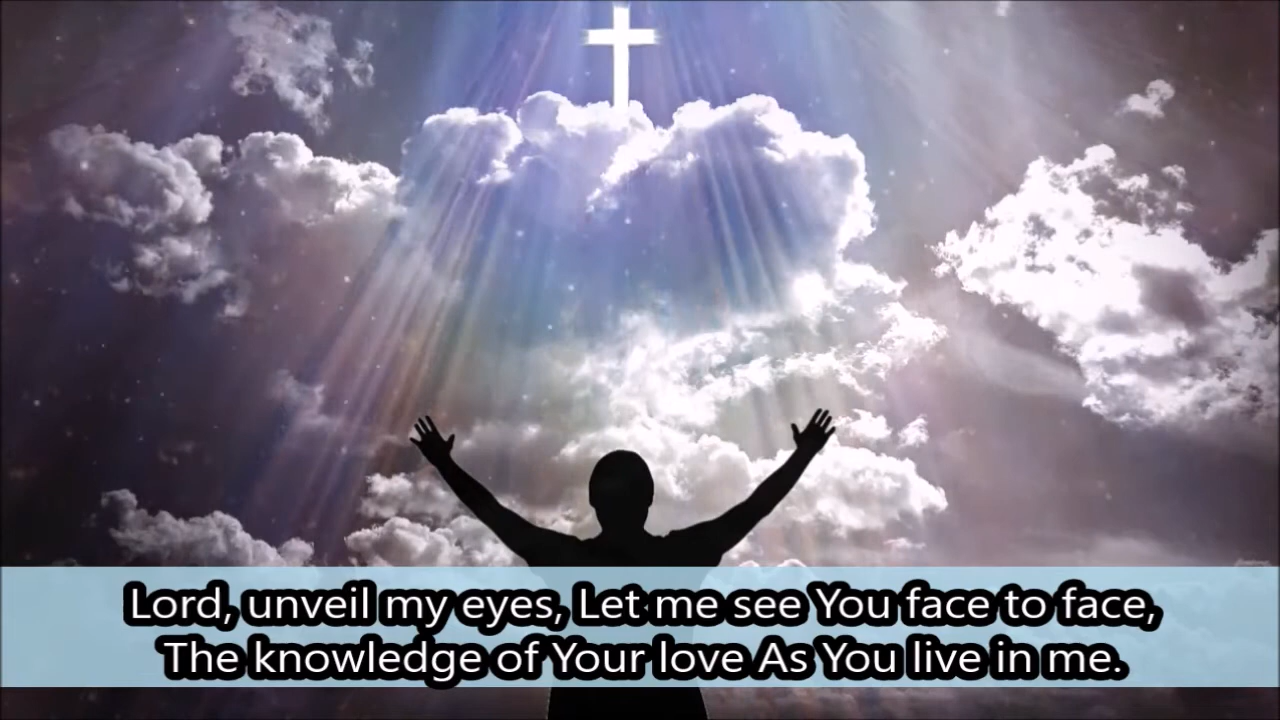 Lord, unveil my eyes, Let me see You face to face,
The knowledge of Your love As You live in me.